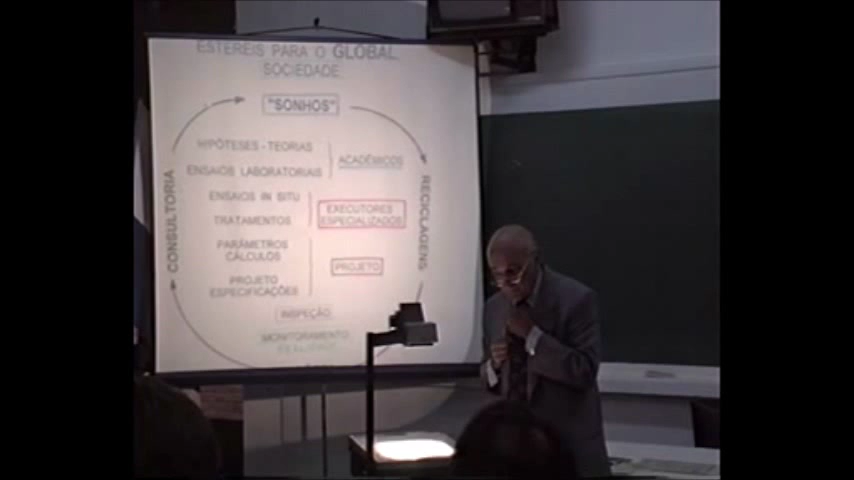 ESTÉREIS PARA O GLOBAL
SOCIEDADE
"SONHOS"
HIPÓTESES - TEORIAS
ACADÊMICOS
ENSAIOS LABORATORIAIS
ENSAIOS IN SITU
EXECUTORES
TRATAMENTOS
ESPECIALIZADOS
PARÂMETROS
CÁLCULOS
PROJETO
PROJETO
ESPECIFICAÇÕES
INSPEÇÃO
MONITORAMENTO
CONSULTORIA
RECICLAGENS